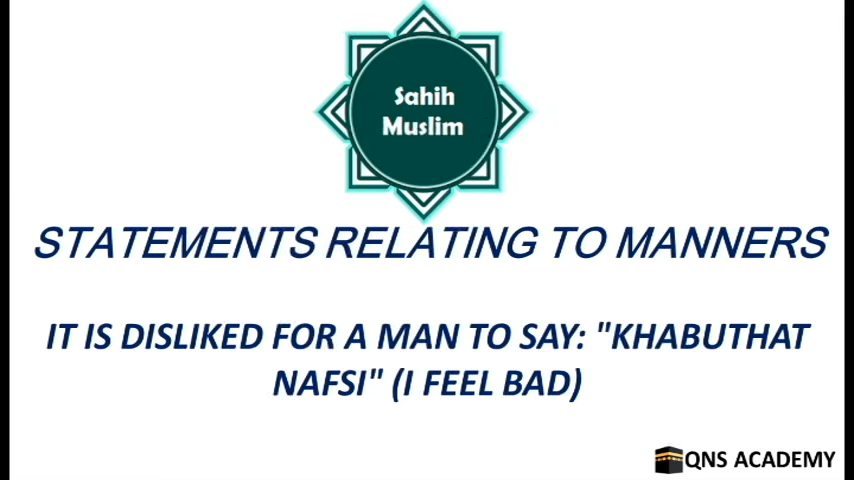 Sahih
Muslim
STATEMENTS RELATING TO MANNERS
IT IS DISLIKED FOR A MAN TO SAY: "KHABUTHAT
NAFSI" (I FEEL BAD)
QNS ACADEMY